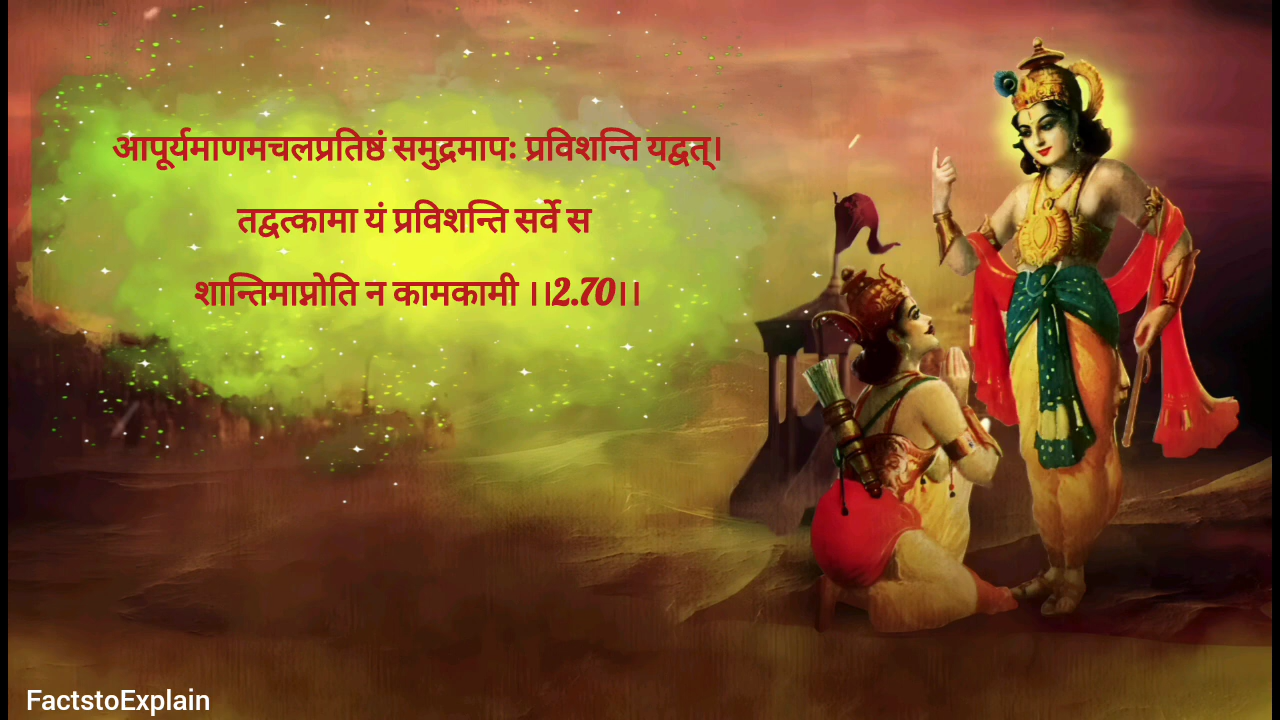 आपूर्यमाणमचलप्रतिष्ठं समुद्रमापः प्रविशन्ति यद्वत्।
तद्वत्कामा यं प्रविशन्ति सर्वे स
शान्तिमाप्नोति न कामकामी ।।2.70।।
FactstoExplain